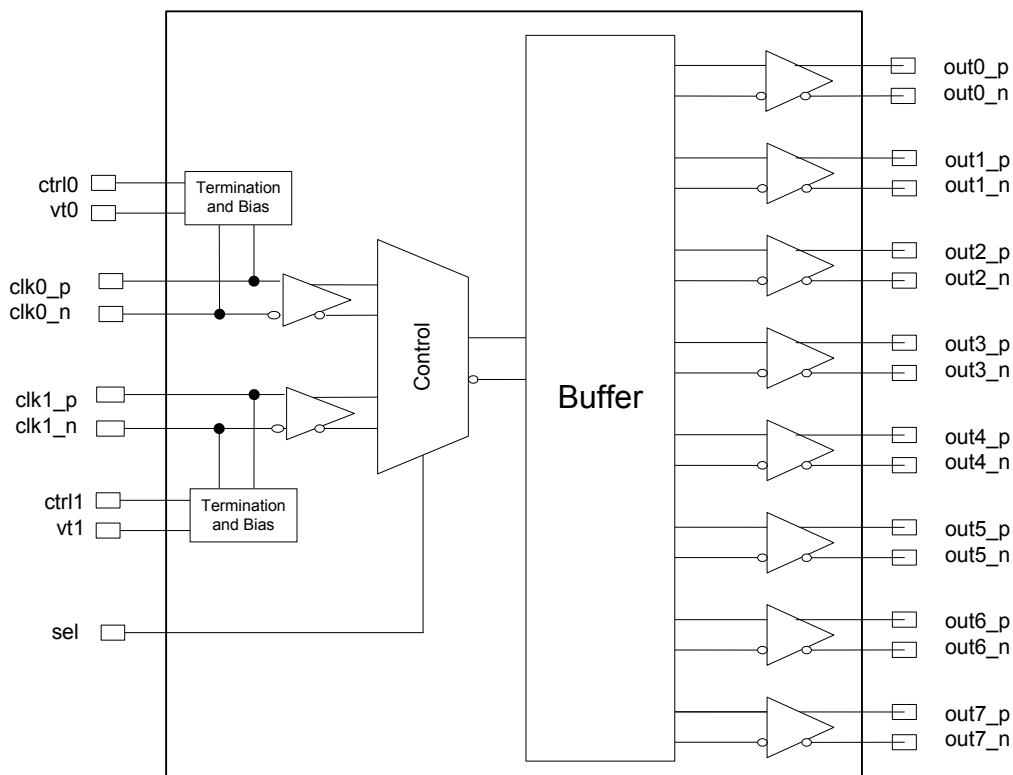 ctrl0
vt0
Termination
and Bias
clk0_p
clk0_n
clk1_p
clk1_n
ctrl1
vt1
Termination
and Bias
sel
Control
Buffer
out0_p
out0_n
out1_p
out1_n
out2_p
out2_n
out3_p
out3_n
out4_p
out4_n
out5_p
out5_n
out6_p
out6_n
out7_p
out7_n